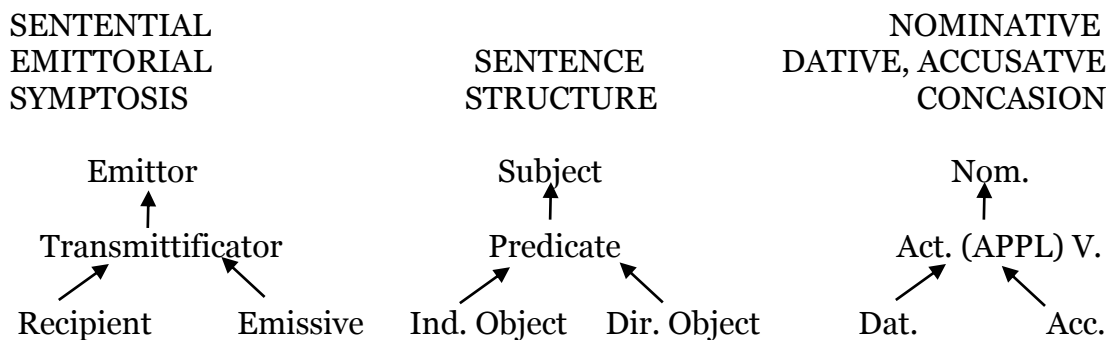 SENTENTIAL
EMITTORIAL
SYMPTOSIS
SENTENCE
STRUCTURE
NOMINATIVE
DATIVE, ACCUSATVE
CONCASION
Emittor
Transmittificator
Recipient Emissive
Subject
Predicate
Ind. Object Dir. Object
Nom.
Act. (APPL) V.
Dat. Acc.